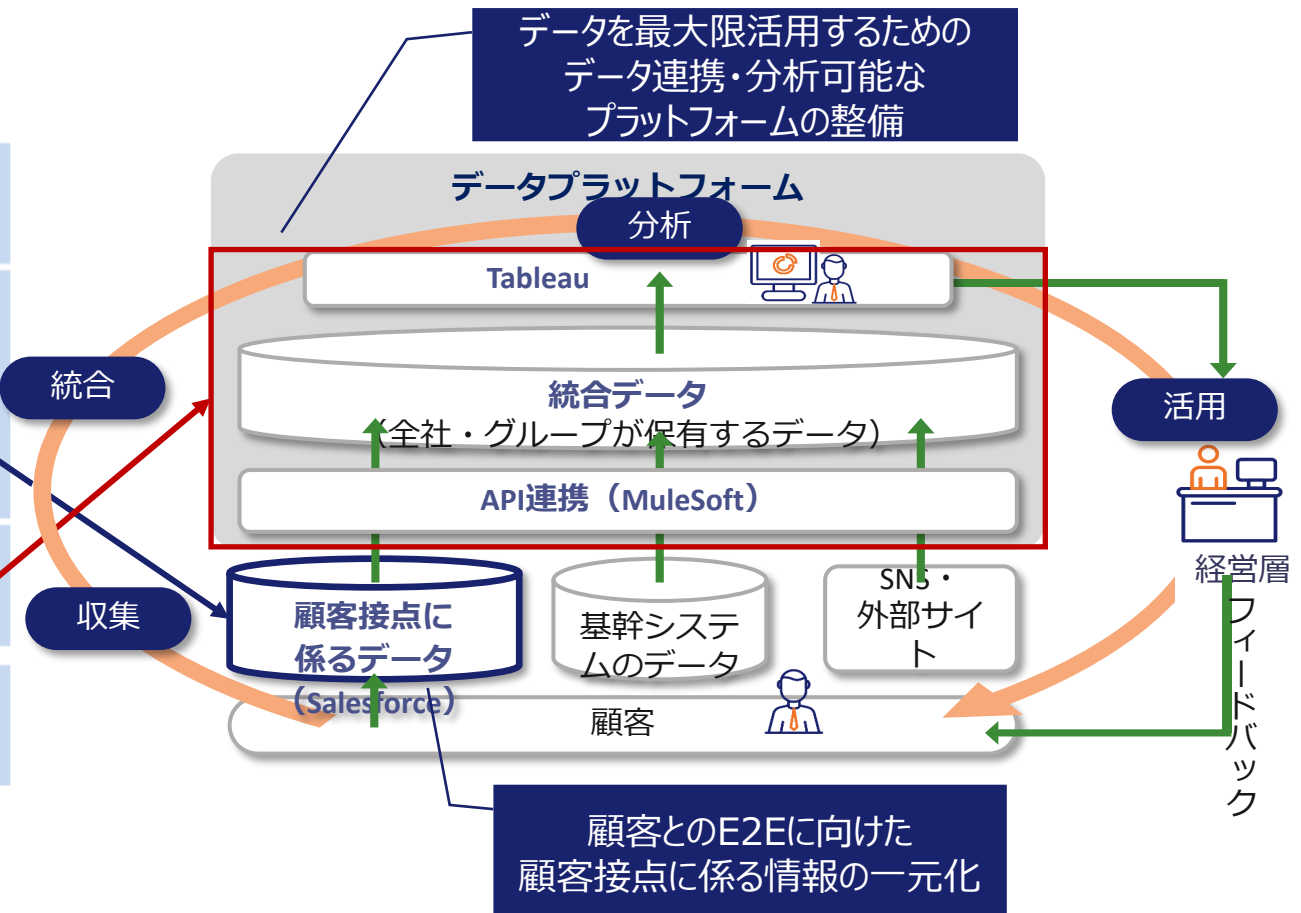 データを最大限活用するための
データ連携・分析可能な
プラットフォームの整備
データプラットフォーム
分析
Tableau
統合
統合データ
（全社・グループが保有するデータ）
活用
API連携（MuleSoft）
経営層
収集
顧客接点に
係るデータ
（Salesforce）
基幹システ
ムのデータ
SNS・
外部サイ
ト
フィードバック
顧客
顧客とのE2Eに向けた
顧客接点に係る情報の一元化